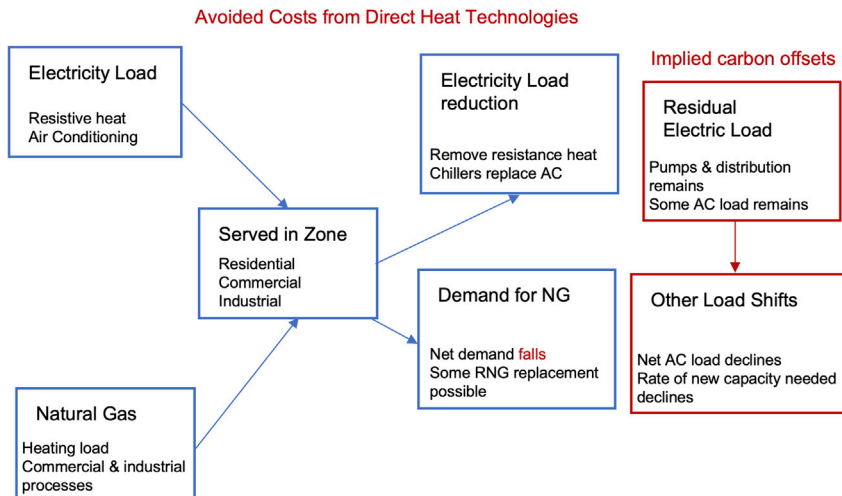 Avoided Costs from Direct Heat Technologies
Electricity Load
Resistive heat
Air Conditioning
Served in Zone
Residential
Commercial
Industrial
Natural Gas
Heating load
Commercial & industrial
processes
Electricity Load
reduction
Remove resistance heat
Chillers replace AC
Demand for NG
Net demand falls
Some RNG replacement
possible
Implied carbon offsets
Residual
Electric Load
Pumps & distribution
remains
Some AC load remains
Other Load Shifts
Net AC load declines
Rate of new capacity needed
declines